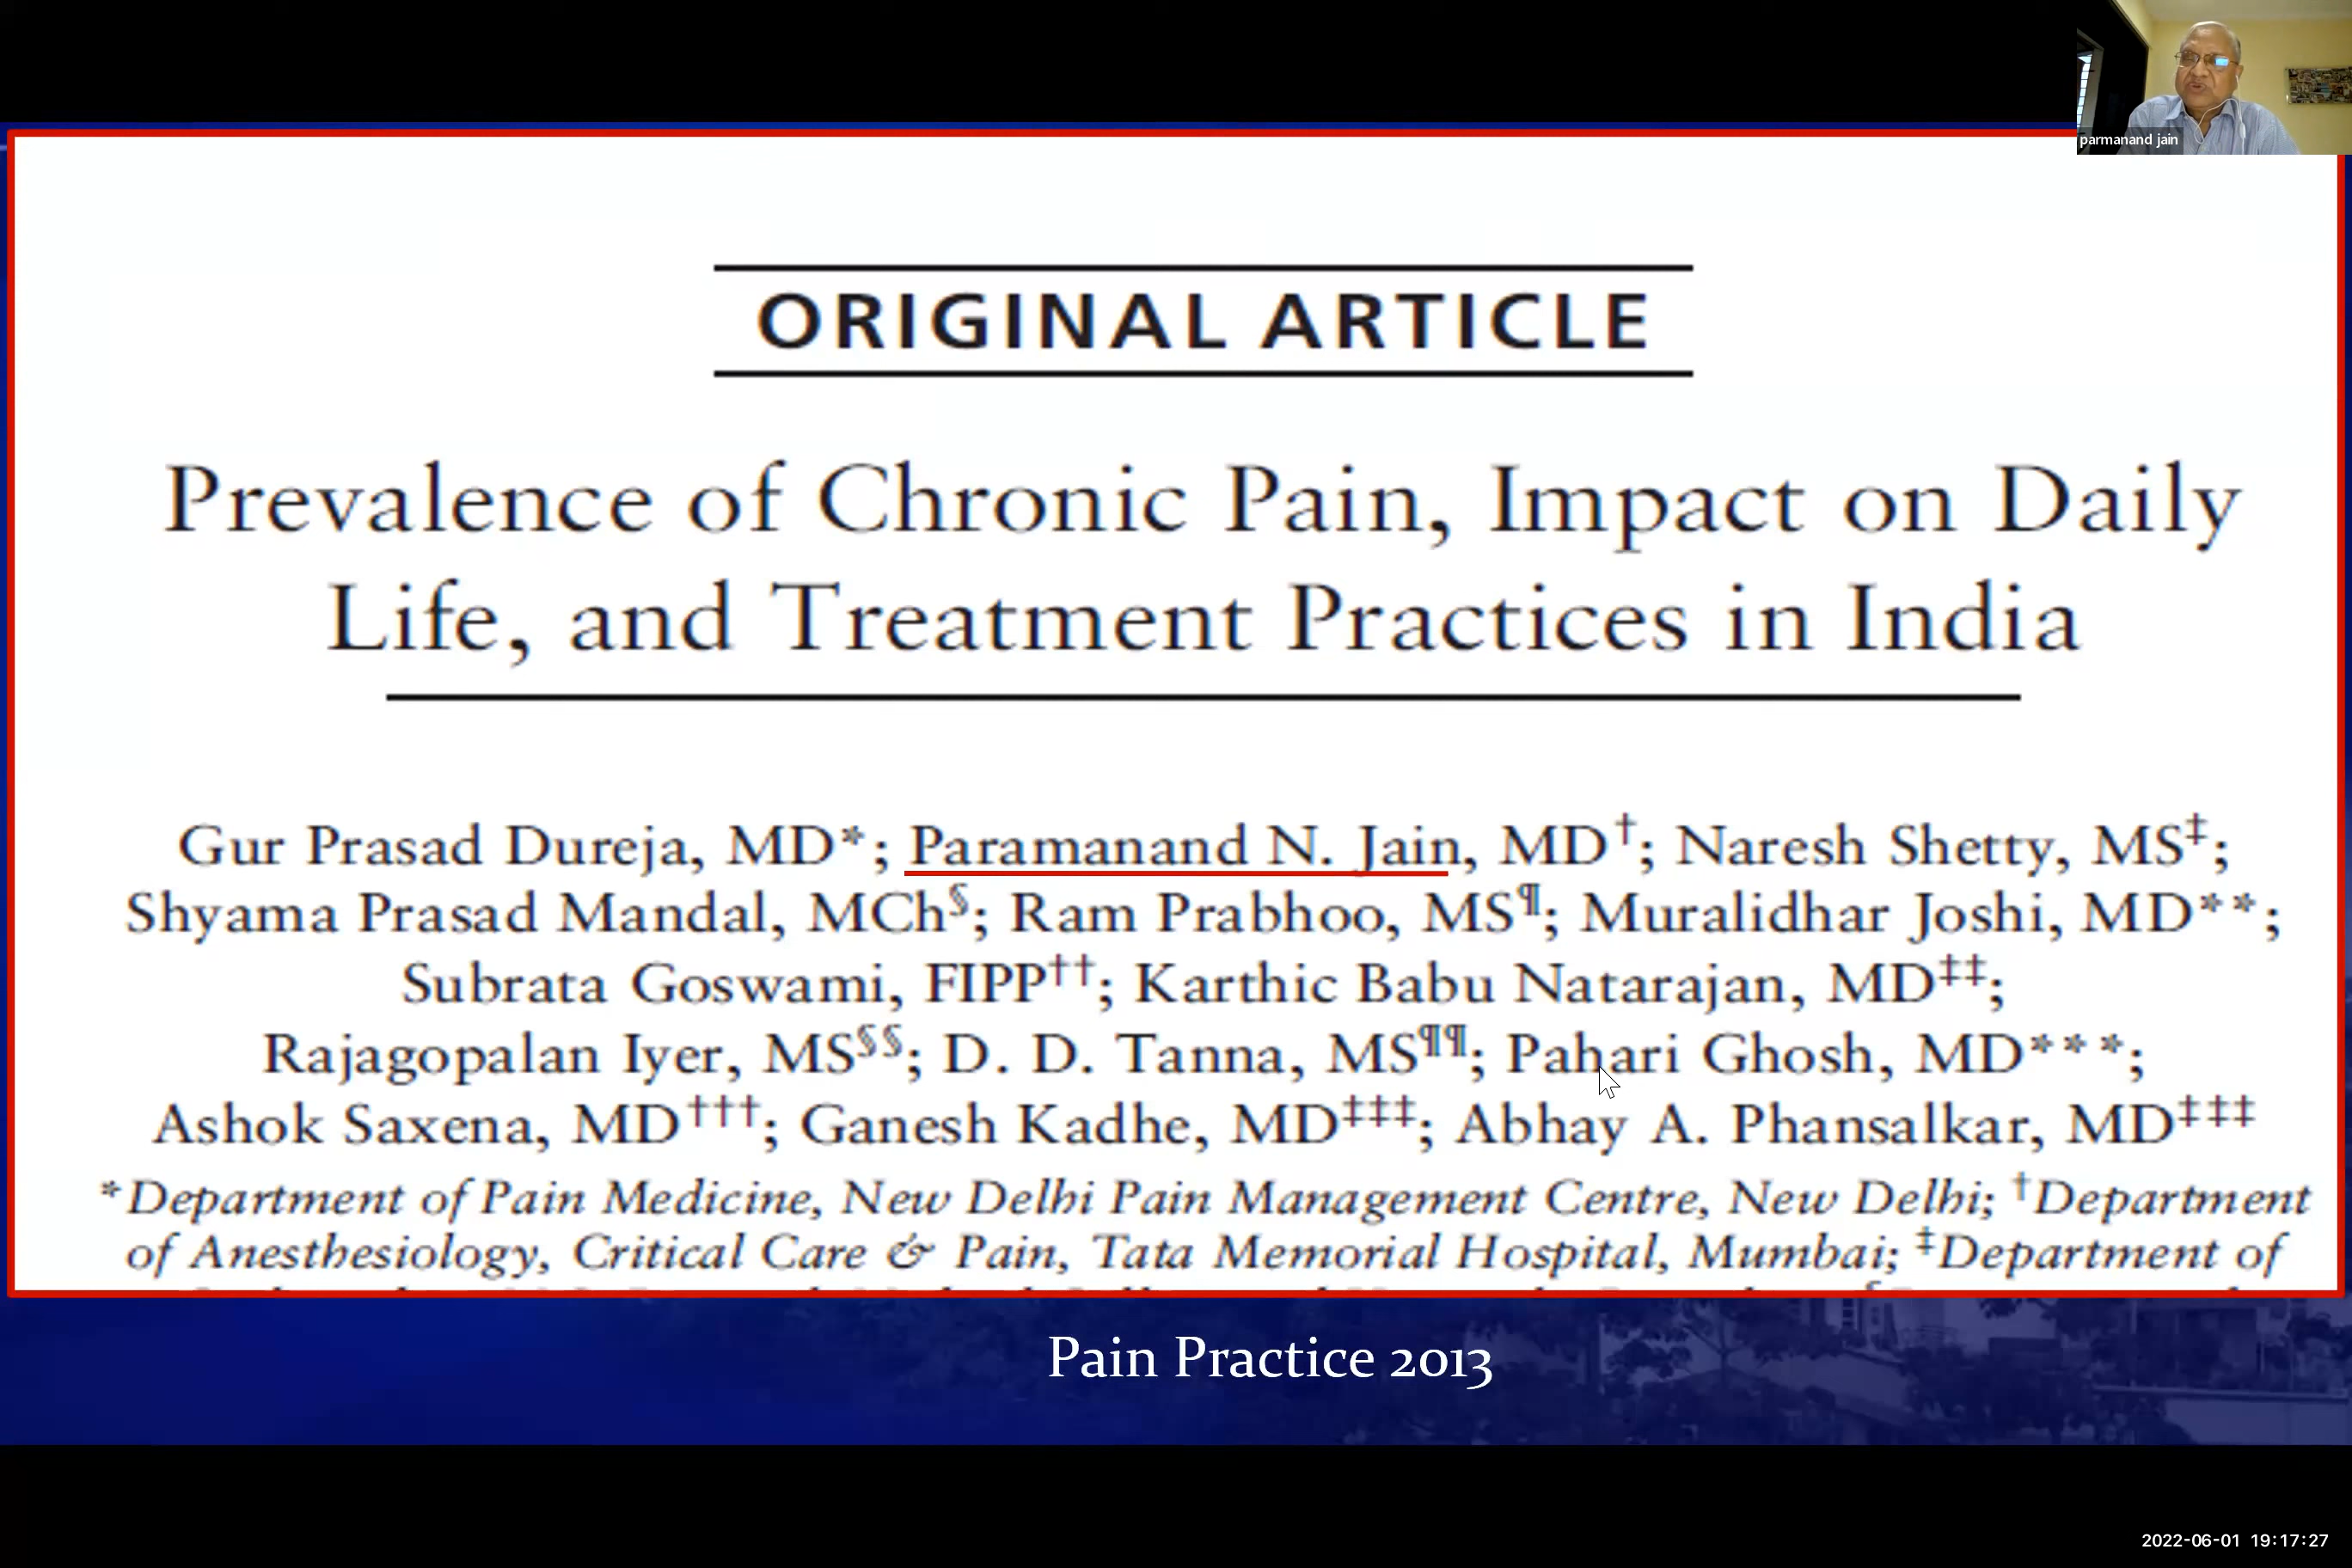 parmanand jain
ORIGINAL ARTICLE
Prevalence of Chronic Pain, Impact on Daily
Life, and Treatment Practices in India
Gur Prasad Dureja, MD*; Paramanand N. Jain, MD†; Naresh Shetty, MS‡;
Shyama Prasad Mandal, MCh§; Ram Prabhoo, MS¶; Muralidhar Joshi, MD**;
Subrata Goswami, FIPP††; Karthic Babu Natarajan, MD‡‡;
Rajagopalan Iyer, MS§§; D. D. Tanna, MS¶¶; Pahari Ghosh, MD***;
Ashok Saxena, MD†††; Ganesh Kadhe, MD‡‡‡; Abhay A. Phansalkar, MD‡‡‡
*Department of Pain Medicine, New Delhi Pain Management Centre, New Delhi; †Department
of Anesthesiology, Critical Care & Pain, Tata Memorial Hospital, Mumbai; ‡Department of
Pain Practice 2013
2022-06-01 19:17:27